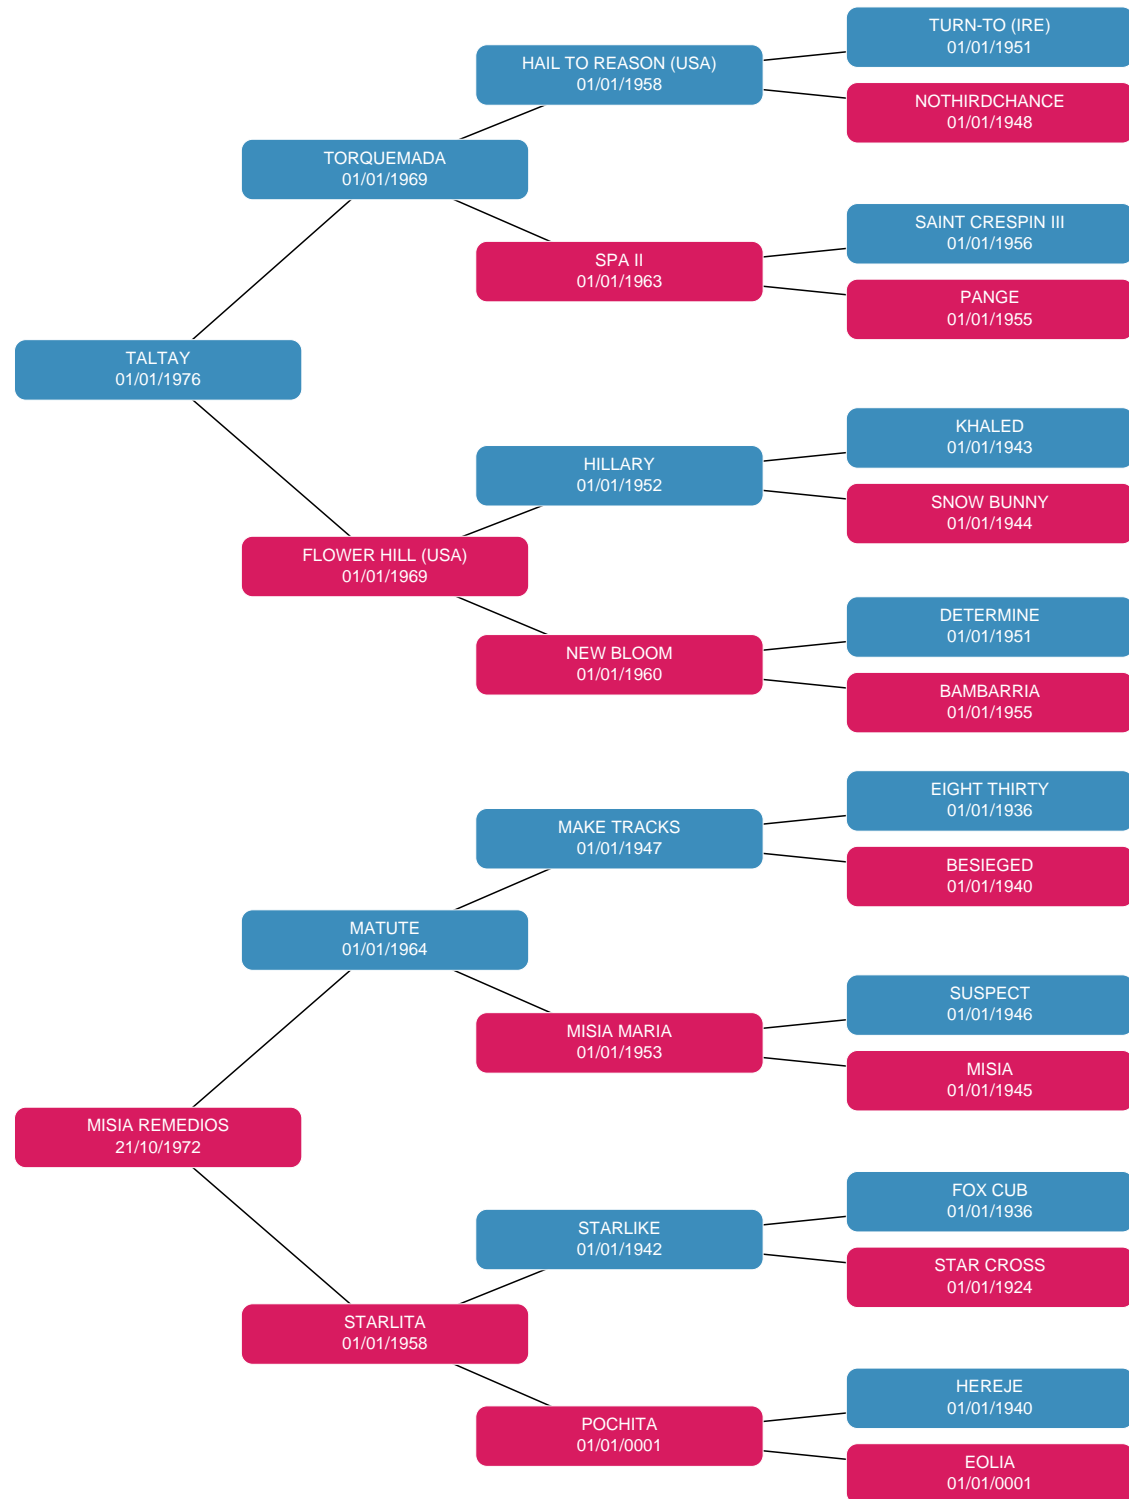 TURN-TO (IRE)
01/01/1951
HAIL TO REASON (USA)
01/01/1958
NOTHIRDCHANCE
01/01/1948
TORQUEMADA
01/01/1969
SAINT CRESPIN III
01/01/1956
SPA II
01/01/1963
PANGE
01/01/1955
TALTAY
01/01/1976
KHALED
01/01/1943
HILLARY
01/01/1952
SNOW BUNNY
01/01/1944
FLOWER HILL (USA)
01/01/1969
DETERMINE
01/01/1951
NEW BLOOM
01/01/1960
BAMBARRIA
01/01/1955
EIGHT THIRTY
01/01/1936
MAKE TRACKS
01/01/1947
BESIEGED
01/01/1940
MATUTE
01/01/1964
SUSPECT
01/01/1946
MISIA MARIA
01/01/1953
MISIA
01/01/1945
MISIA REMEDIOS
21/10/1972
FOX CUB
01/01/1936
STARLIKE
01/01/1942
STAR CROSS
01/01/1924
STARLITA
01/01/1958
HEREJE
01/01/1940
POCHITA
01/01/0001
EOLIA
01/01/0001